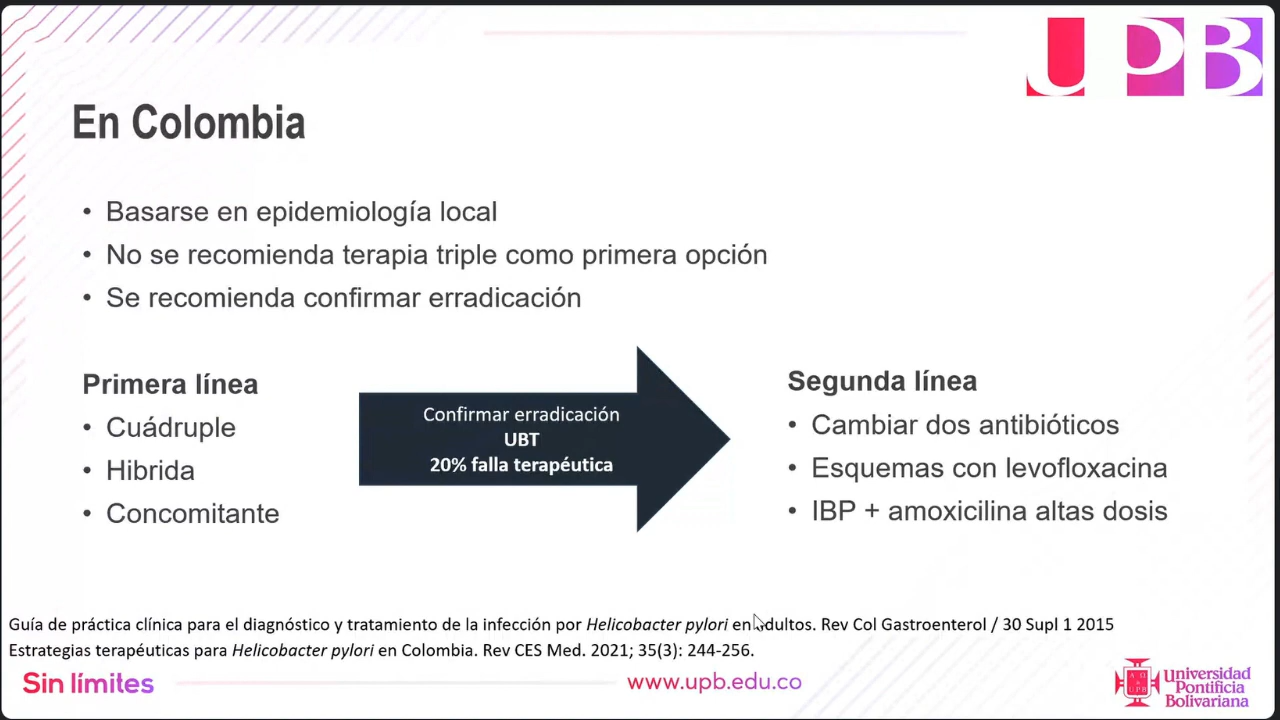 UPB
En Colombia
• Basarse en epidemiología local
• No se recomienda terapia triple como primera opción
• Se recomienda confirmar erradicación
Primera línea
• Cuádruple
• Hibrida
• Concomitante
Confirmar erradicación
UBT
20% falla terapéutica
Segunda línea
• Cambiar dos antibióticos
• Esquemas con levofloxacina
• IBP + amoxicilina altas dosis
Guía de práctica clínica para el diagnóstico y tratamiento de la infección por Helicobacter pylori en adultos. Rev Col Gastroenterol / 30 Supl 1 2015
Estrategias terapéuticas para Helicobacter pylori en Colombia. Rev CES Med. 2021; 35(3): 244-256.
Sin límites
www.upb.edu.co
Universidad
Pontificia
Bolivariana